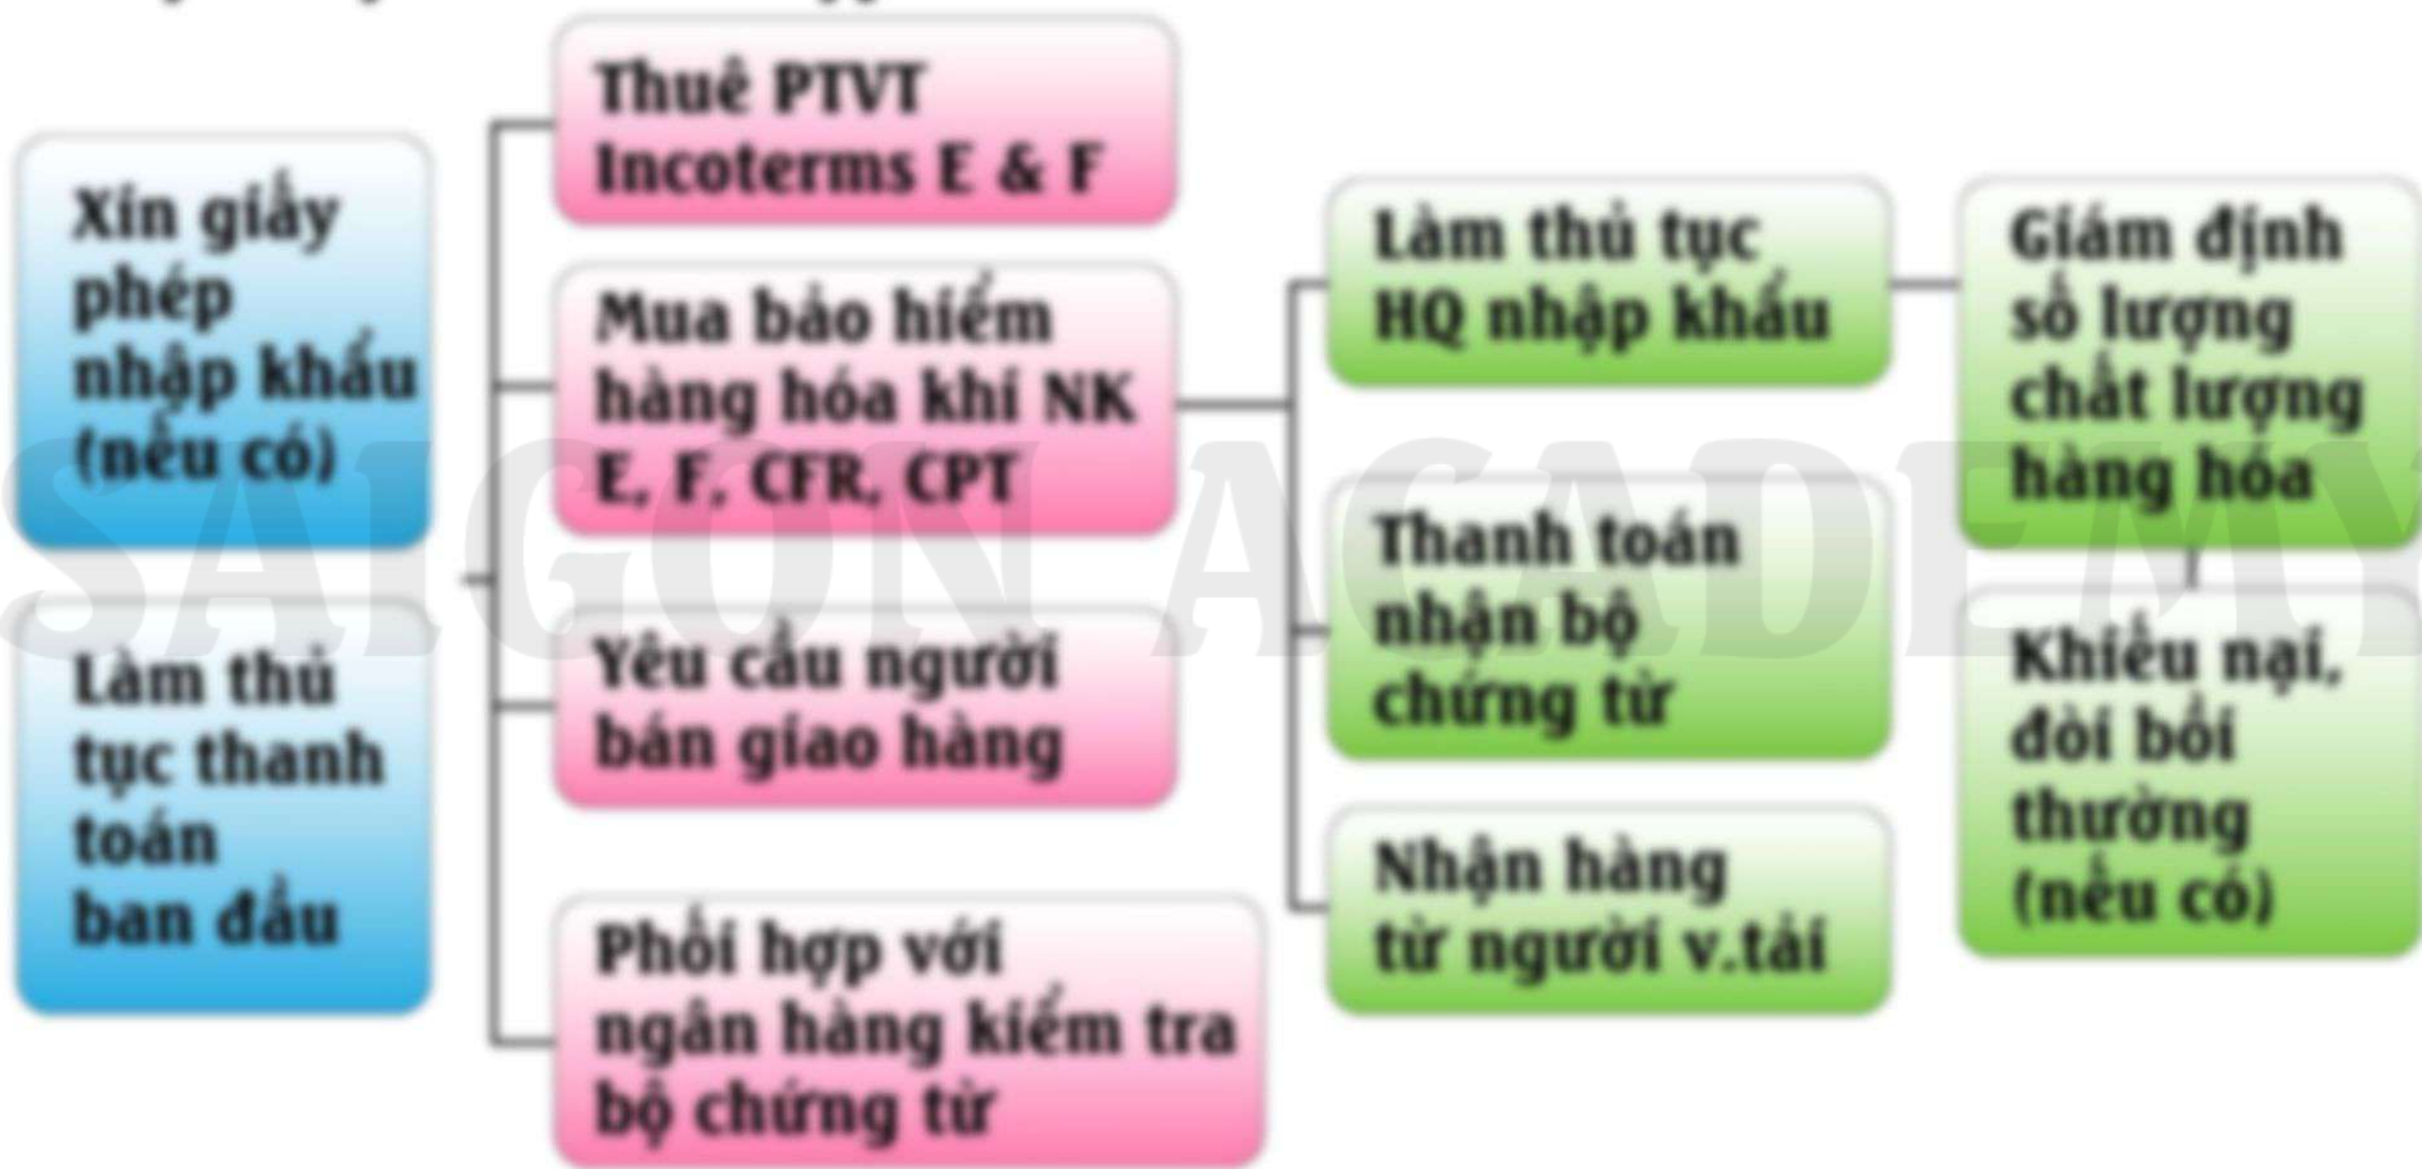 Xin giấy
phép
nhập khẩu
(nếu có)
Làm thủ
tục thanh
toán
ban đầu
Thuê PTVT
Incoterms E & F
Mua bảo hiểm
hàng hóa khi NK
E, F, CFR, CPT
Yêu cầu người
bán giao hàng
Phối hợp với
ngân hàng kiểm tra
bộ chứng từ
Làm thủ tục
HQ nhập khẩu
Thanh toán
nhận bộ
chứng từ
Nhận hàng
từ người v.tải
Giám định
số lượng
chất lượng
hàng hóa
Khiếu nại,
đòi bồi
thường
(nếu có)
SAIGON ACADEMY